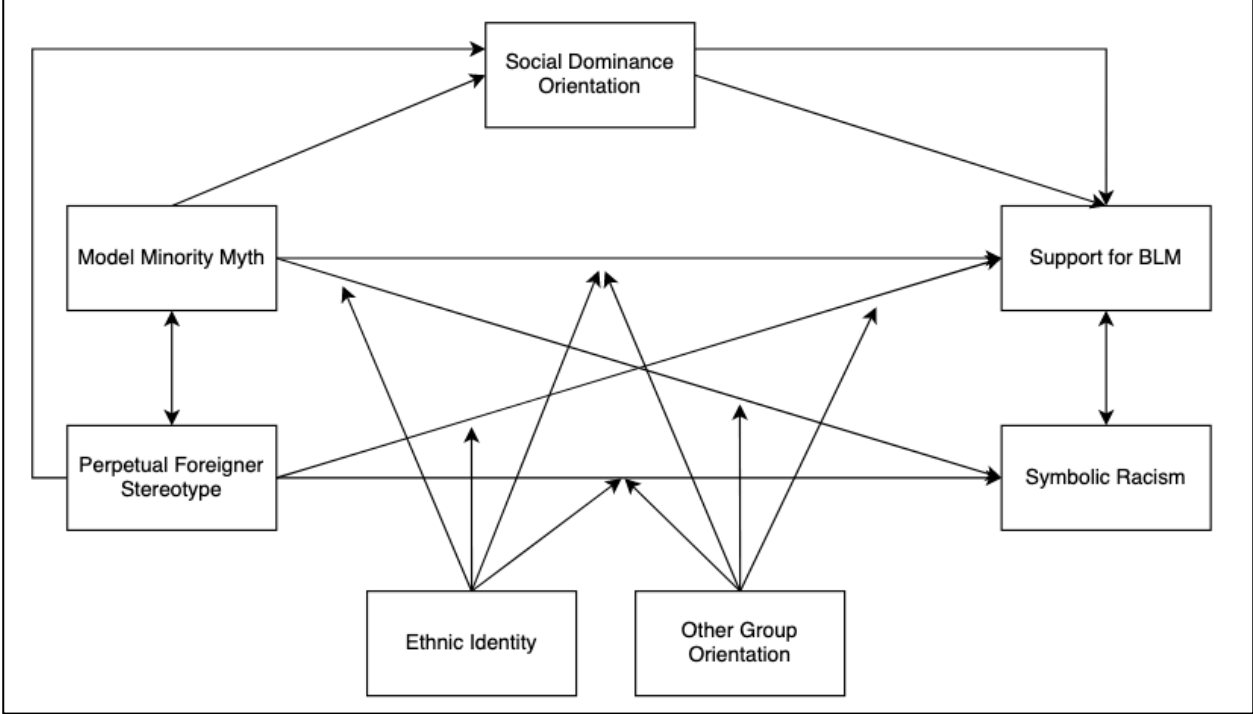 Social Dominance
Orientation
Model Minority Myth
Support for BLM
Perpetual Foreigner
Stereotype
Symbolic Racism
Ethnic Identity
Other Group
Orientation